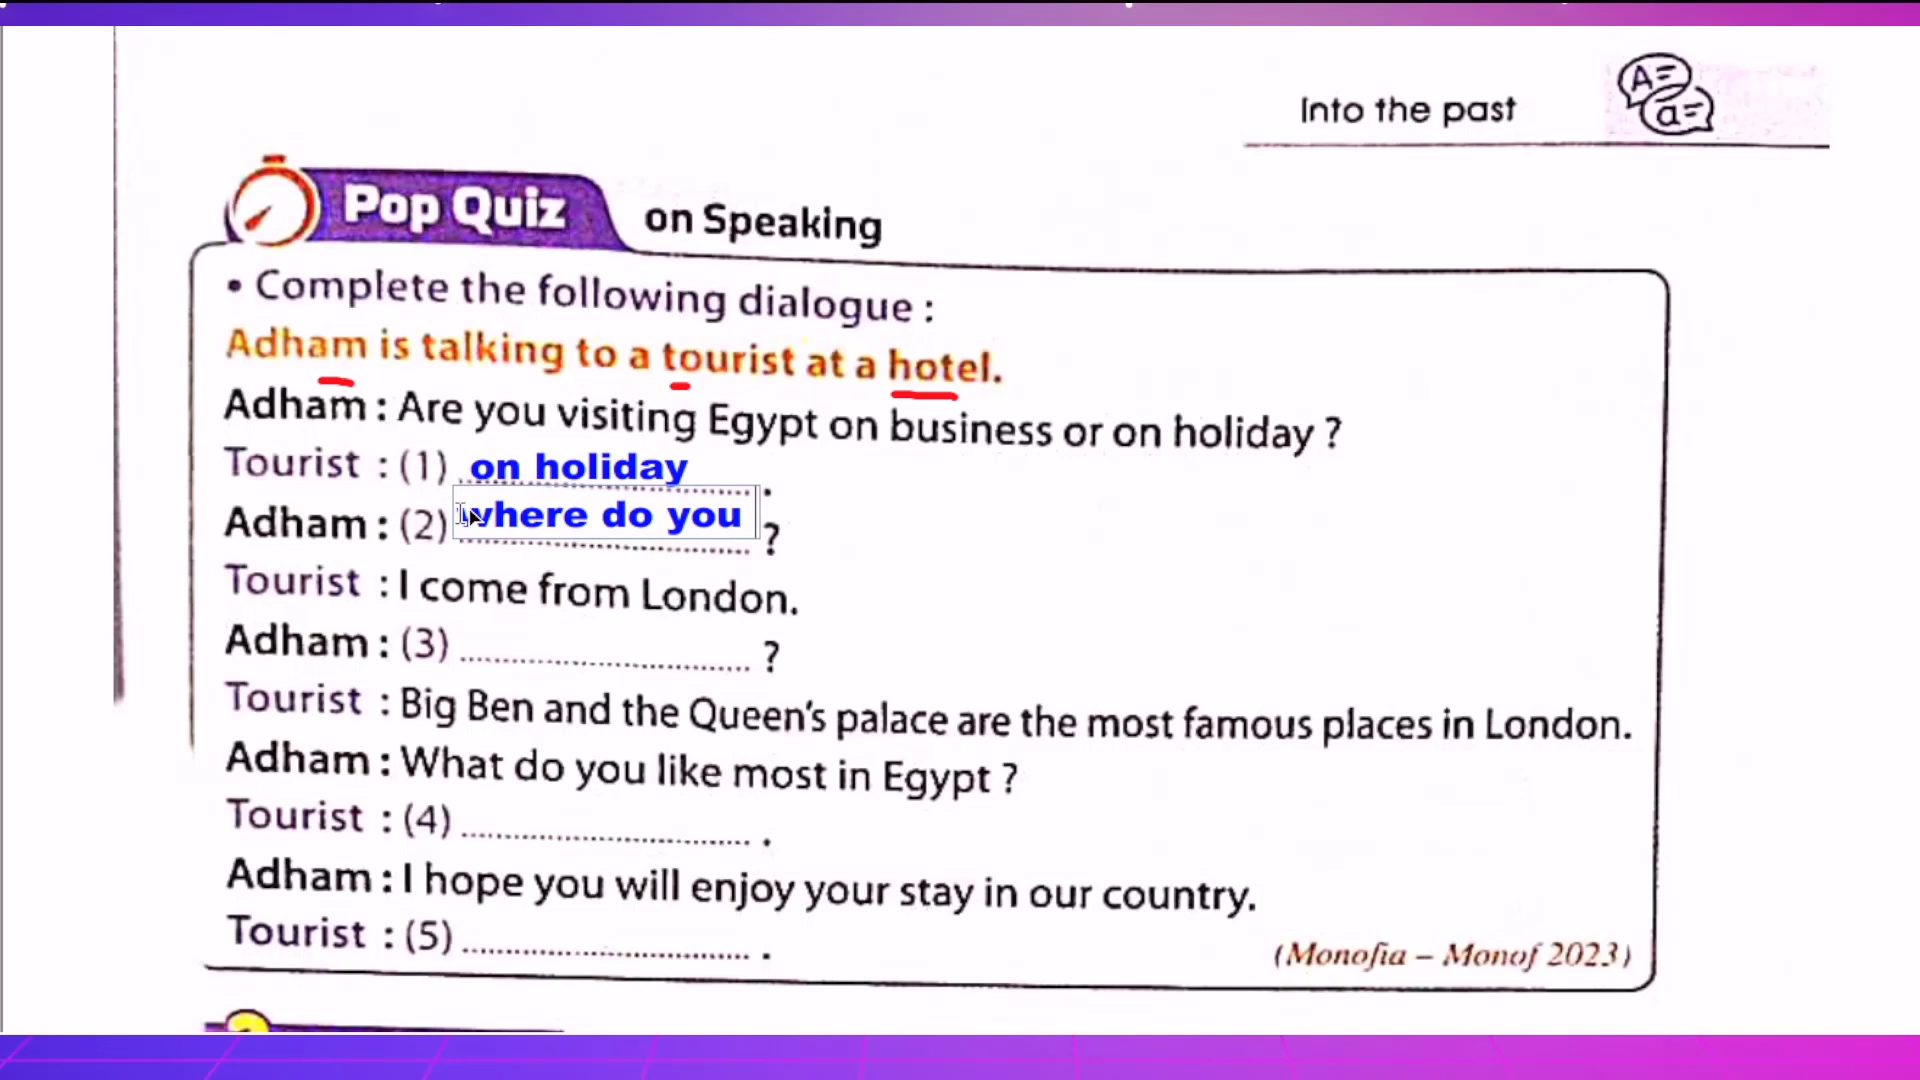 Into the past
A= a=
Pop Quiz on Speaking
• Complete the following dialogue :
Adham is talking to a tourist at a hotel.
Adham : Are you visiting Egypt on business or on holiday ?
Tourist : (1) on holiday .
Adham : (2) where do you ?
Tourist : I come from London.
Adham : (3) ........................ ?
Tourist : Big Ben and the Queen's palace are the most famous places in London.
Adham : What do you like most in Egypt ?
Tourist : (4) ........................ .
Adham : I hope you will enjoy your stay in our country.
Tourist : (5) ........................ .
(Monofia – Monof 2023)